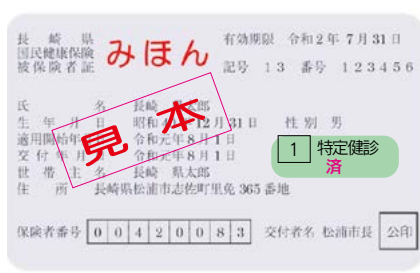 長崎県
国民健康保険
被保険者証
みほん
有効期限 令和2年7月31日
記号 13 番号 123456
氏名 長崎 県太郎
生年月日 昭和4 12月31日 性別 男
適用開始年 令和元年8月1日
交付年月日 令和元年8月1日
世帯主名 長崎 県太郎
住所 長崎県松浦市志佐町里免365番地
見本
1 特定健診
済
保険者番号 00420083 交付者名 松浦市長 公印